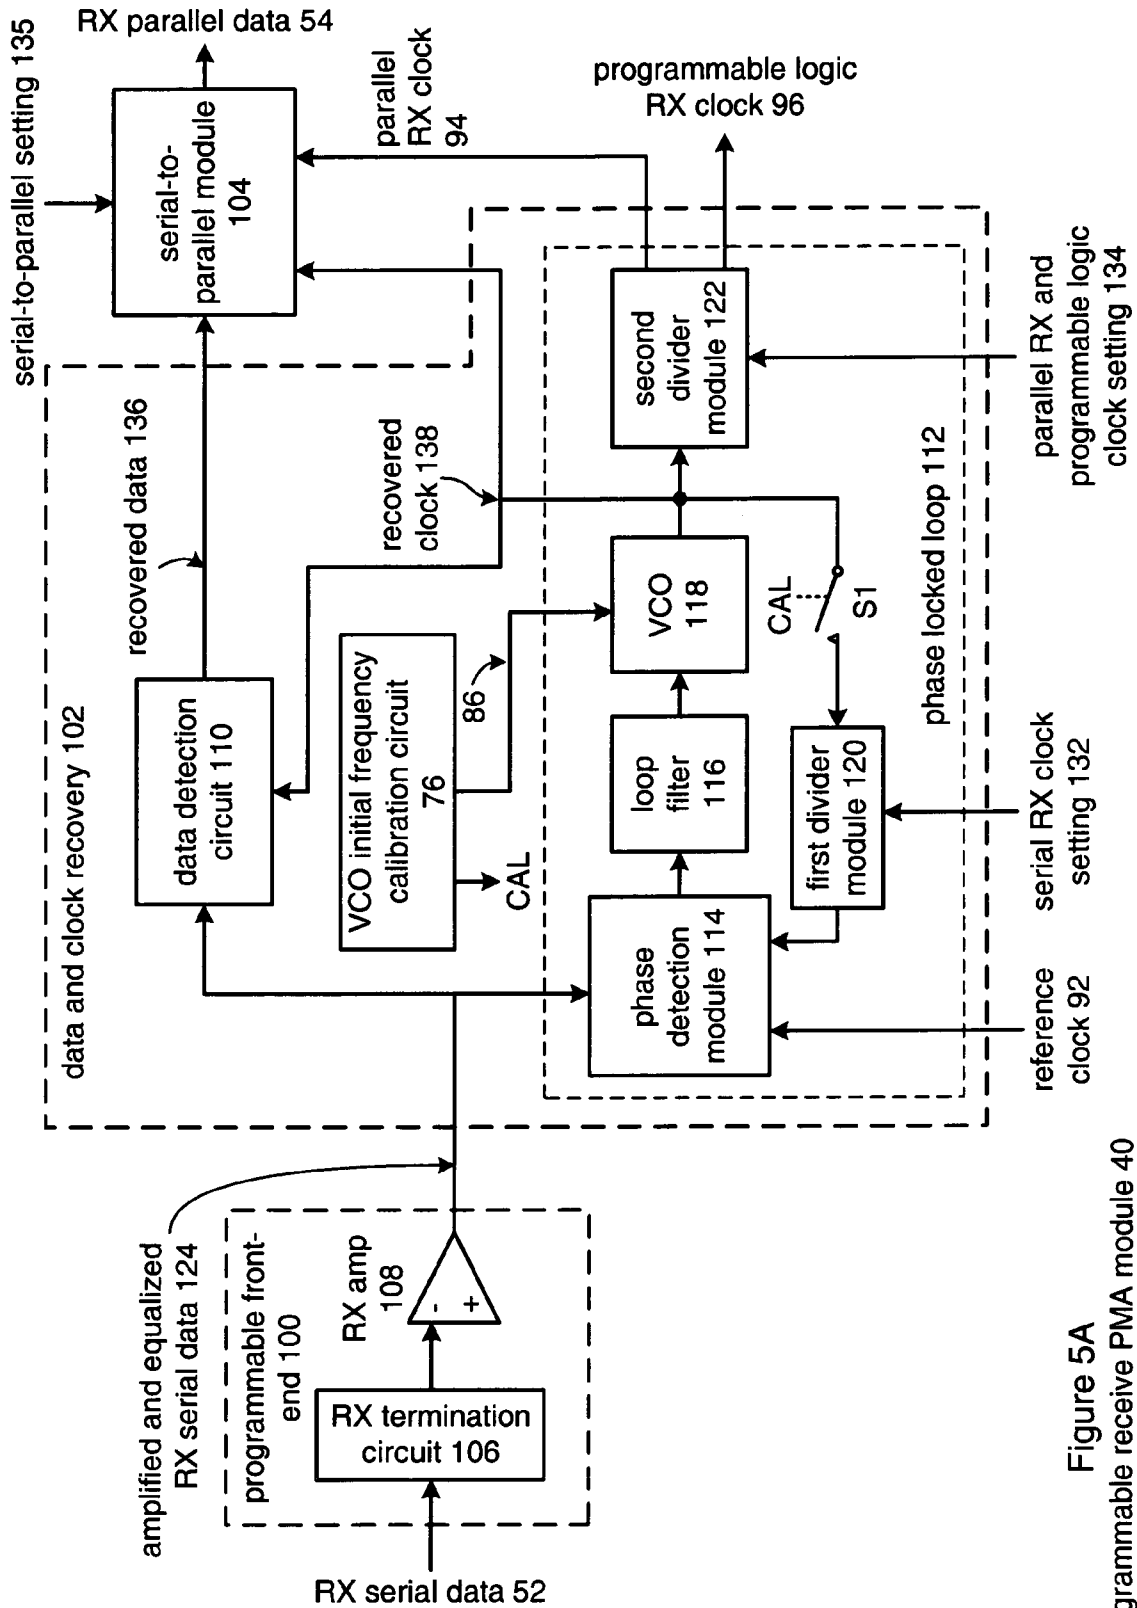 RX parallel data 54
serial-to-parallel setting 135
serial-to-
parallel module
104
parallel
RX clock
94
programmable logic
RX clock 96
recovered data 136
recovered
clock 138
data and clock recovery 102
data detection
circuit 110
VCO initial frequency
calibration circuit
76
86
CAL
second
divider
module 122
VCO
118
CAL
S1
loop
filter
116
first divider
module 120
phase
detection
module 114
phase locked loop 112
parallel RX and
programmable logic
clock setting 134
serial RX clock
setting 132
reference
clock 92
amplified and equalized
RX serial data 124
programmable front-
end 100
RX amp
108
-
+
RX termination
circuit 106
RX serial data 52
Figure 5A
receive PMA module 40